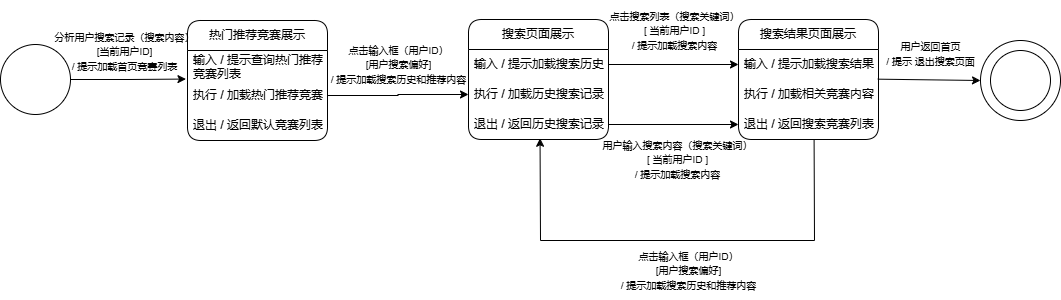 分析用户搜索记录（搜索内容）
[当前用户ID]
/ 提示加载首页竞赛列表
热门推荐竞赛展示
输入 / 提示查询热门推荐
竞赛列表
执行 / 加载热门推荐竞赛
退出 / 返回默认竞赛列表
点击输入框（用户ID）
[用户搜索偏好]
/ 提示加载搜索历史和推荐内容
搜索页面展示
输入 / 提示加载搜索历史
执行 / 加载历史搜索记录
退出 / 返回历史搜索记录
点击搜索列表（搜索关键词）
[ 当前用户ID ]
/ 提示加载搜索内容
用户输入搜索内容（搜索关键词）
[ 当前用户ID ]
/ 提示加载搜索内容
搜索结果页面展示
输入 / 提示加载搜索结果
执行 / 加载相关竞赛内容
退出 / 返回搜索竞赛列表
用户返回首页
/ 提示 退出搜索页面
点击输入框（用户ID）
[用户搜索偏好]
/ 提示加载搜索历史和推荐内容